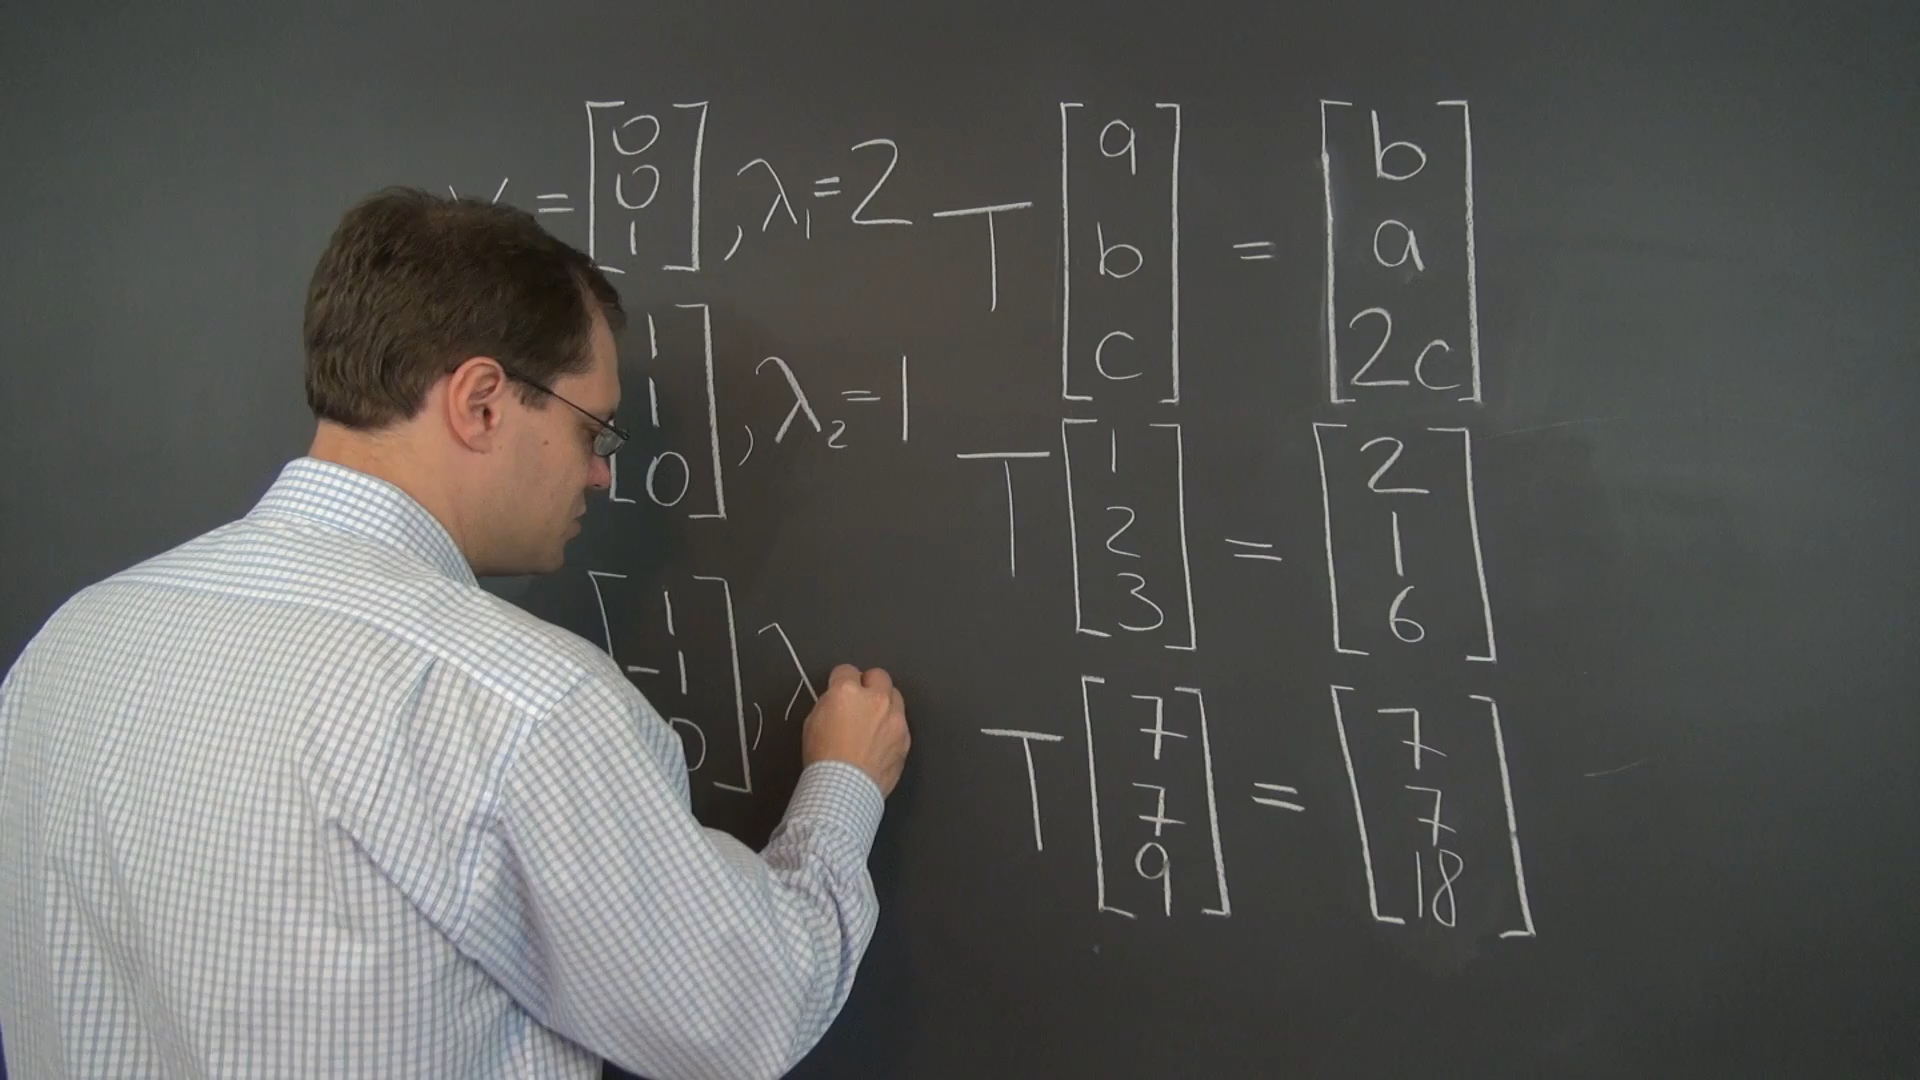 = [0 0 1], λ₁=2
[1 1 0], λ₂=1
[1 -1 0], λ
T [a b c] = [b a 2c]
T [1 2 3] = [2 1 6]
T [7 7 9] = [7 7 18]